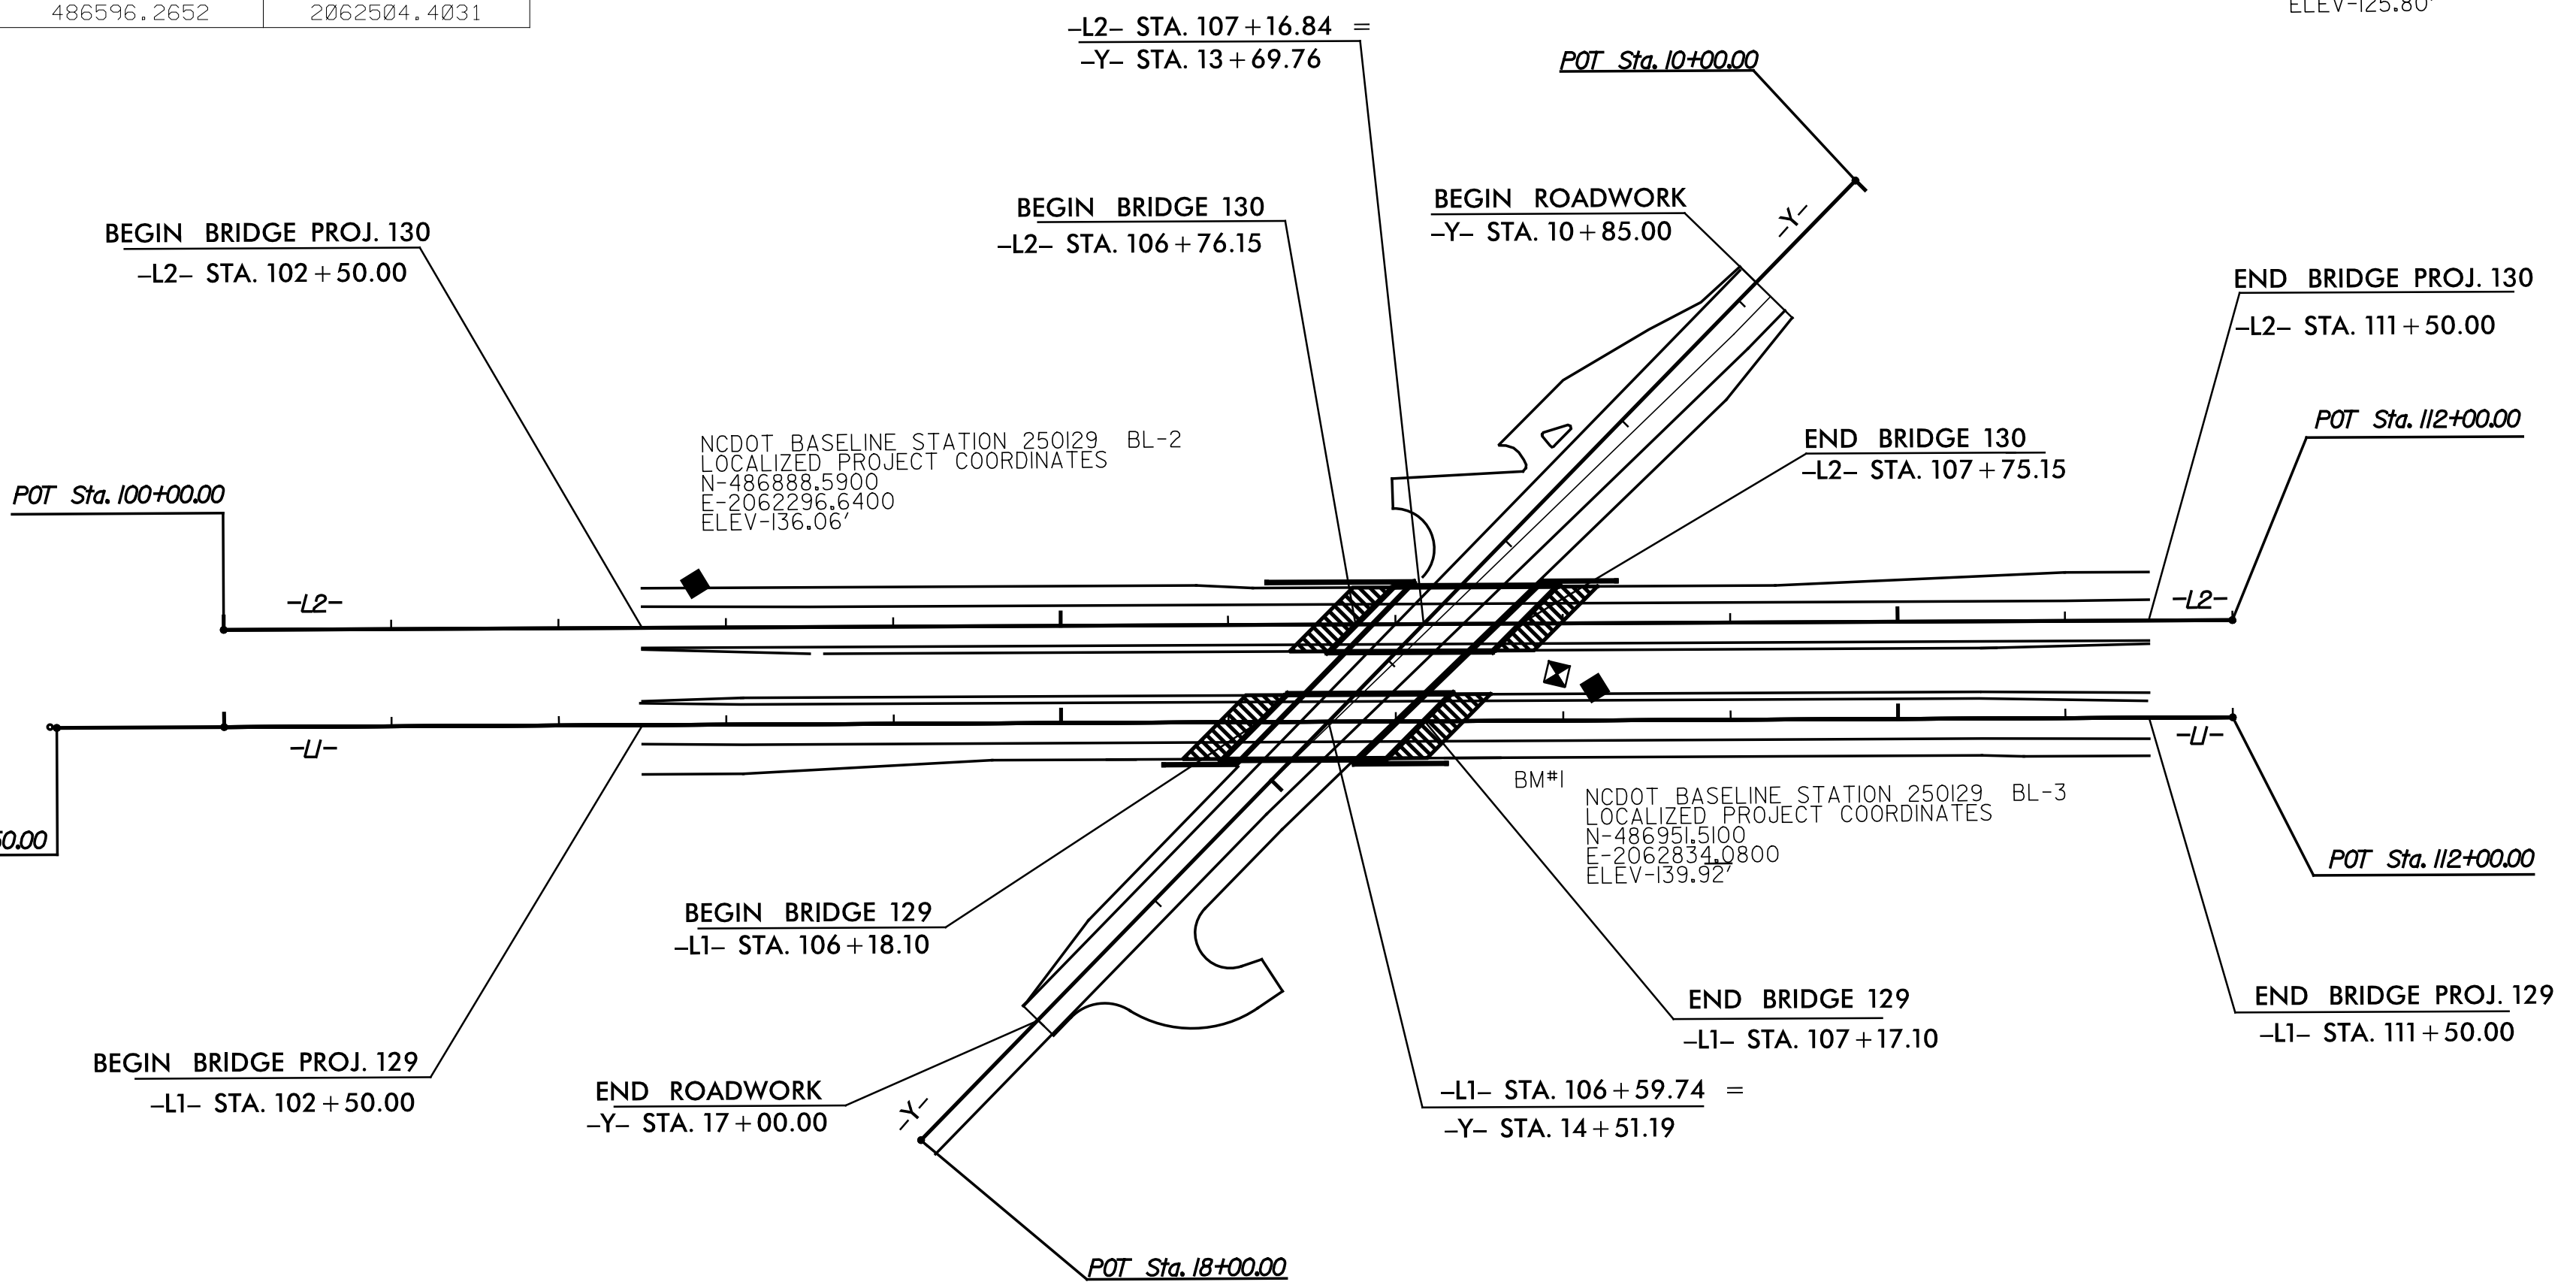 486596.2652 2062504.4031
ELEV-125.80'
-L2- STA. 107+16.84 =
-Y- STA. 13+69.76
POT Sta. 10+00.00
BEGIN BRIDGE 130
-L2- STA. 106+76.15
BEGIN ROADWORK
-Y- STA. 10+85.00
-Y-
BEGIN BRIDGE PROJ. 130
-L2- STA. 102+50.00
END BRIDGE PROJ. 130
-L2- STA. 111+50.00
POT Sta. 112+00.00
NCDOT BASELINE STATION 250129 BL-2
LOCALIZED PROJECT COORDINATES
N-486888.5900
E-2062296.6400
ELEV-136.06'
END BRIDGE 130
-L2- STA. 107+75.15
POT Sta. 100+00.00
-L2-
-L2-
-L1-
-L1-
BM#1
NCDOT BASELINE STATION 250129 BL-3
LOCALIZED PROJECT COORDINATES
N-486951.5100
E-2062834.0800
ELEV-139.92'
50.00
POT Sta. 112+00.00
BEGIN BRIDGE 129
-L1- STA. 106+18.10
END BRIDGE 129
-L1- STA. 107+17.10
END BRIDGE PROJ. 129
-L1- STA. 111+50.00
BEGIN BRIDGE PROJ. 129
-L1- STA. 102+50.00
END ROADWORK
-Y- STA. 17+00.00
-Y-
-L1- STA. 106+59.74 =
-Y- STA. 14+51.19
POT Sta. 18+00.00